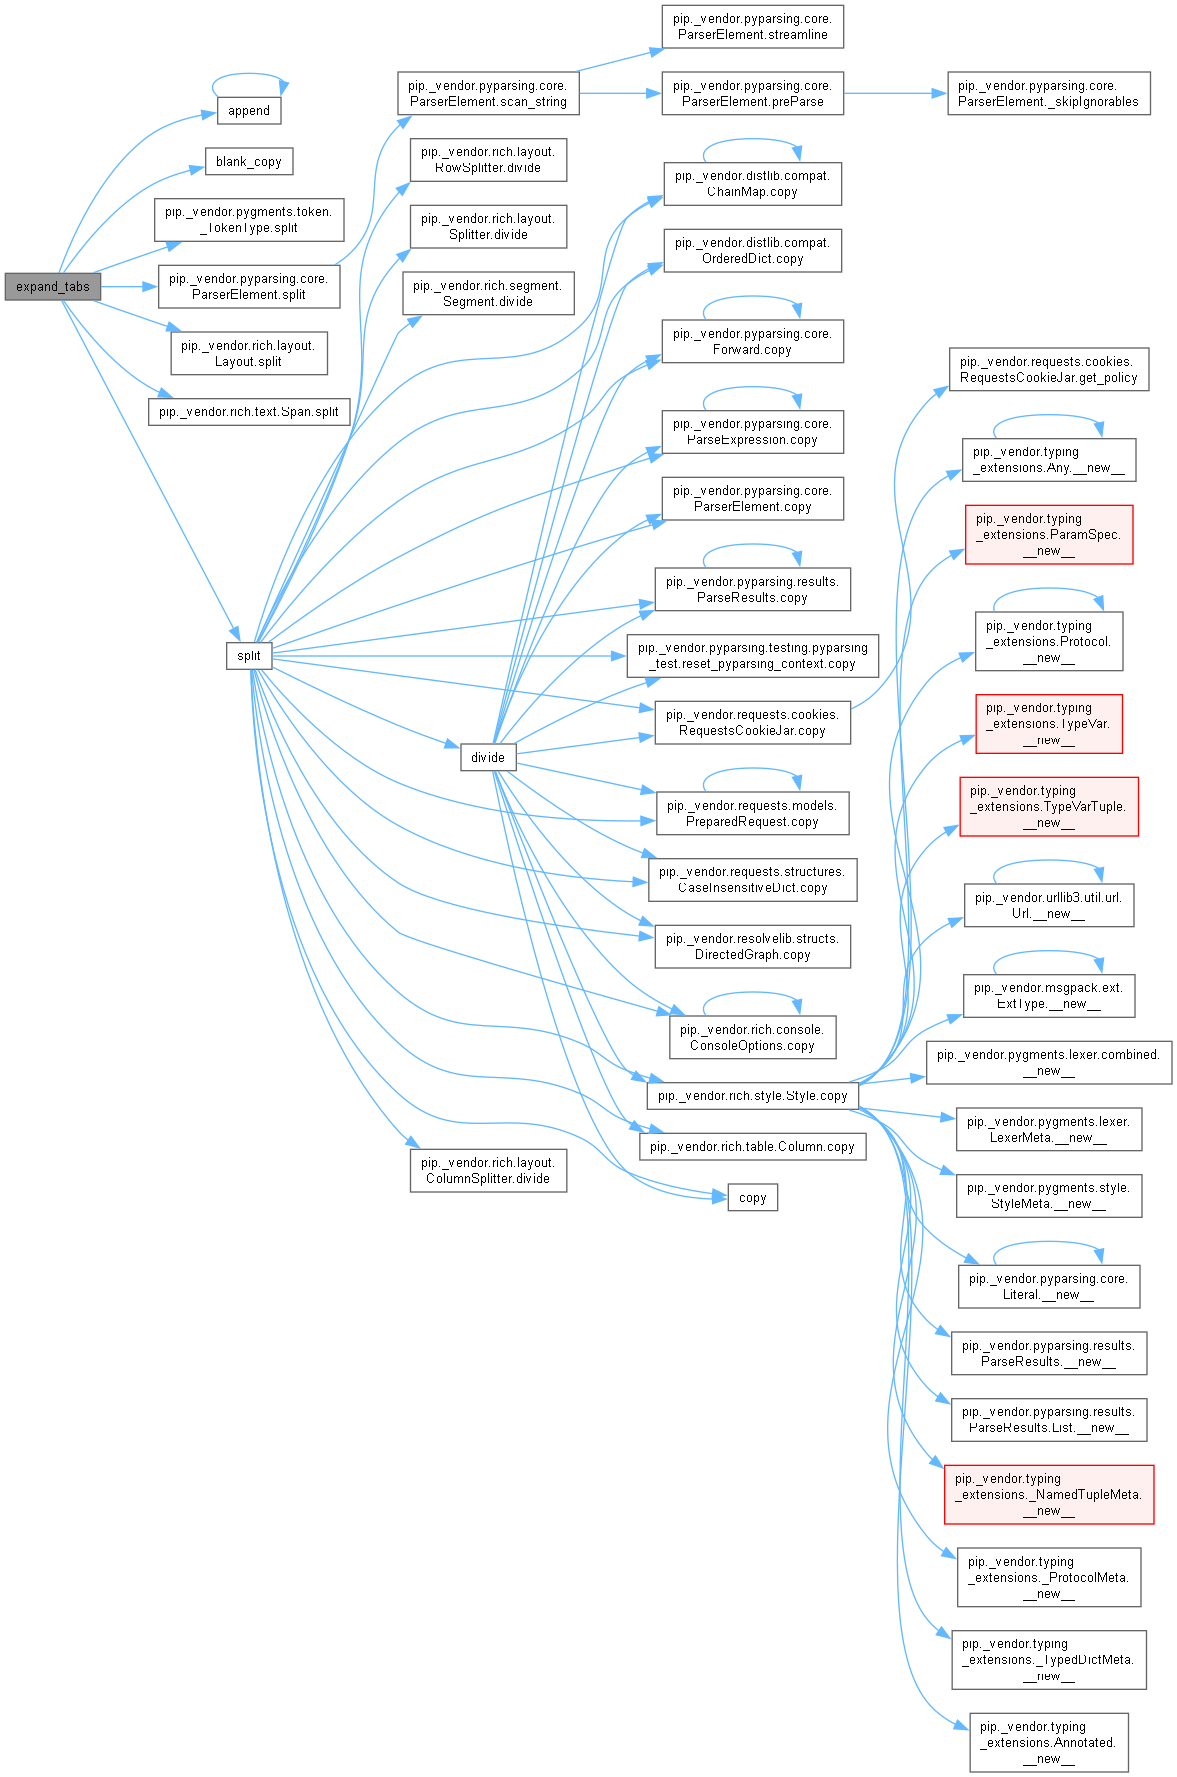 expand_tabs
append
blank_copy
pip._vendor.pygments.token.
_TokenType.split
pip._vendor.pyparsing.core.
ParserElement.split
pip._vendor.rich.layout.
Layout.split
pip._vendor.rich.text.Span.split
split
pip._vendor.pyparsing.core.
ParserElement.scan_string
pip._vendor.rich.layout.
RowSplitter.divide
pip._vendor.rich.layout.
Splitter.divide
pip._vendor.rich.segment.
Segment.divide
divide
pip._vendor.rich.layout.
ColumnSplitter.divide
pip._vendor.pyparsing.core.
ParserElement.streamline
pip._vendor.pyparsing.core.
ParserElement.preParse
pip._vendor.distlib.compat.
ChainMap.copy
pip._vendor.distlib.compat.
OrderedDict.copy
pip._vendor.pyparsing.core.
Forward.copy
pip._vendor.pyparsing.core.
ParseExpression.copy
pip._vendor.pyparsing.core.
ParserElement.copy
pip._vendor.pyparsing.results.
ParseResults.copy
pip._vendor.pyparsing.testing.pyparsing
_test.reset_pyparsing_context.copy
pip._vendor.requests.cookies.
RequestsCookieJar.copy
pip._vendor.requests.models.
PreparedRequest.copy
pip._vendor.requests.structures.
CaseInsensitiveDict.copy
pip._vendor.resolvelib.structs.
DirectedGraph.copy
pip._vendor.rich.console.
ConsoleOptions.copy
pip._vendor.rich.style.Style.copy
pip._vendor.rich.table.Column.copy
copy
pip._vendor.pyparsing.core.
ParserElement._skipIgnorables
pip._vendor.requests.cookies.
RequestsCookieJar.get_policy
pip._vendor.typing
_extensions.Any.__new__
pip._vendor.typing
_extensions.ParamSpec.
__new__
pip._vendor.typing
_extensions.Protocol.
__new__
pip._vendor.typing
_extensions.TypeVar.
__new__
pip._vendor.typing
_extensions.TypeVarTuple.
__new__
pip._vendor.urllib3.util.url.
Url.__new__
pip._vendor.msgpack.ext.
ExtType.__new__
pip._vendor.pygments.lexer.combined.
__new__
pip._vendor.pygments.lexer.
LexerMeta.__new__
pip._vendor.pygments.style.
StyleMeta.__new__
pip._vendor.pyparsing.core.
Literal.__new__
pip._vendor.pyparsing.results.
ParseResults.__new__
pip._vendor.pyparsing.results.
ParseResults.List.__new__
pip._vendor.typing
_extensions._NamedTupleMeta.
__new__
pip._vendor.typing
_extensions._ProtocolMeta.
__new__
pip._vendor.typing
_extensions._TypedDictMeta.
__new__
pip._vendor.typing
_extensions.Annotated.
__new__